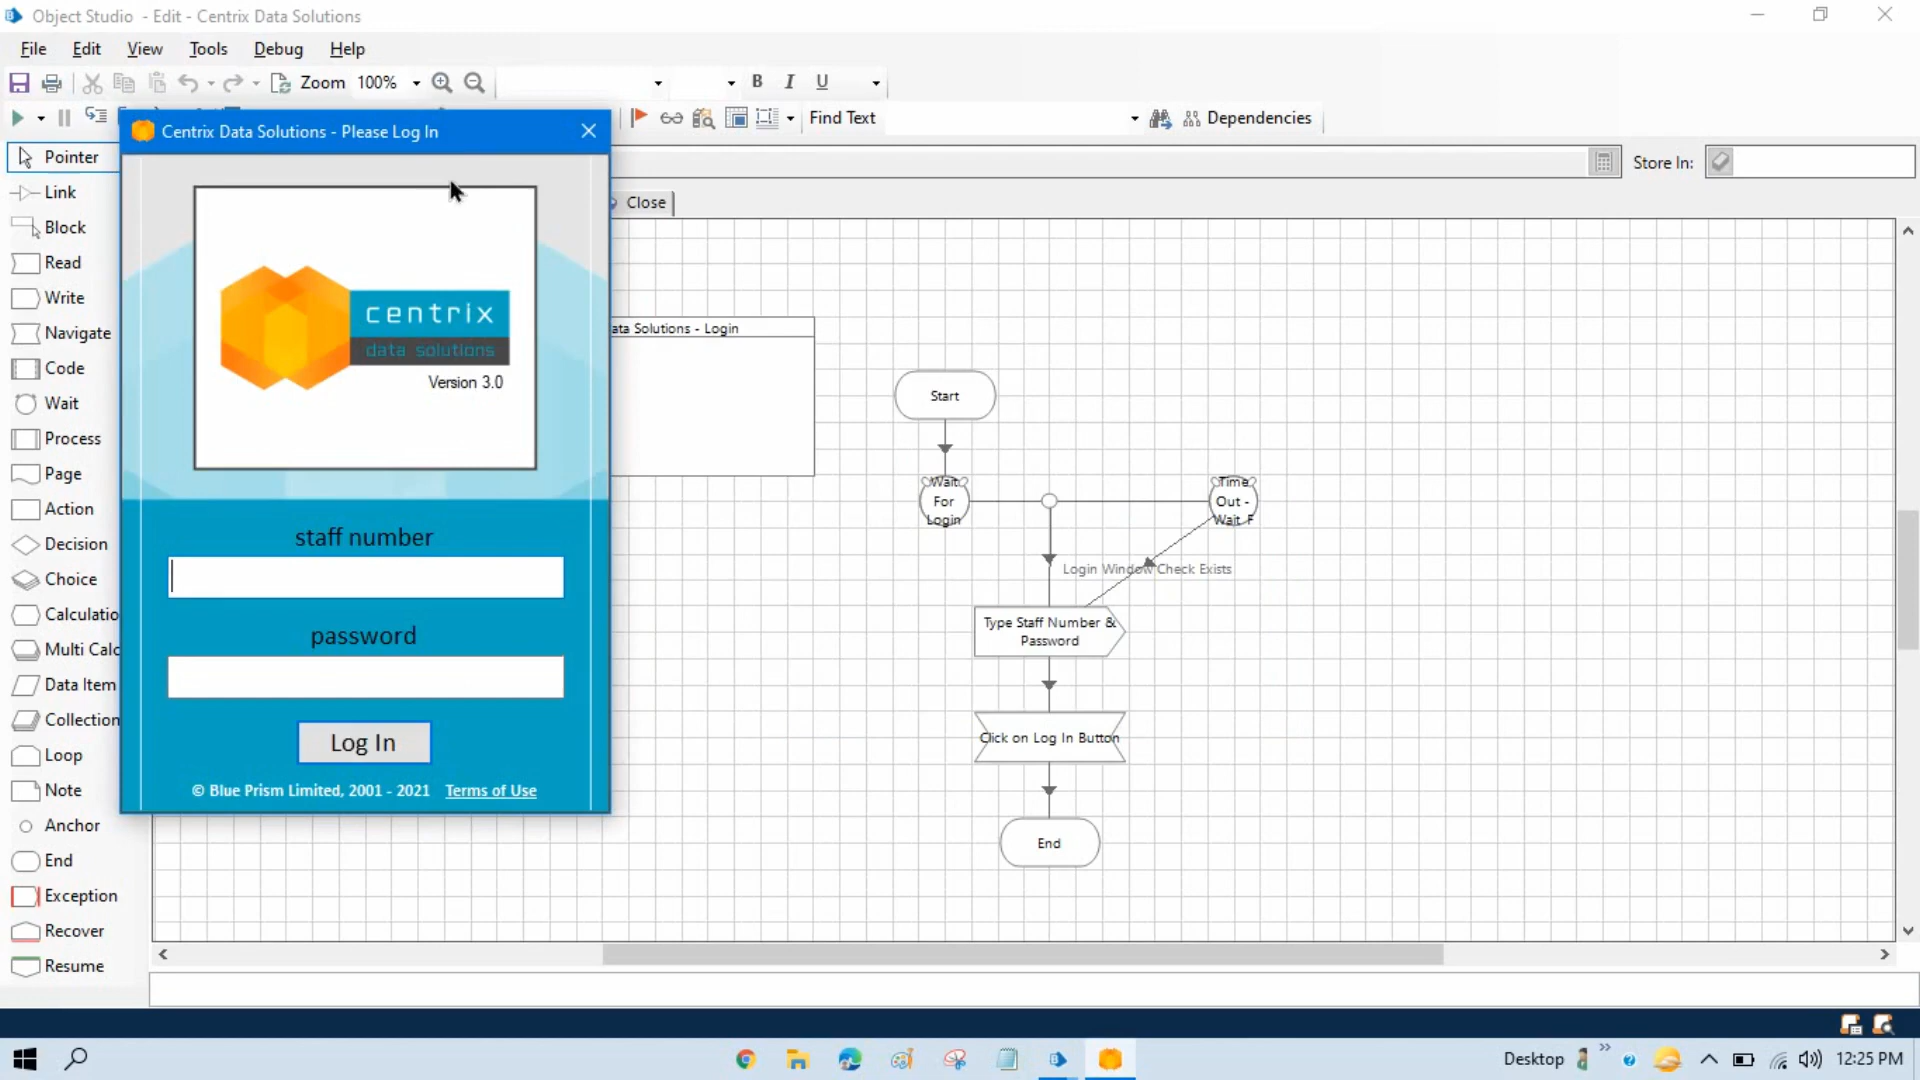 Object Studio - Edit - Centrix Data Solutions
File Edit View Tools Debug Help
Zoom 100% B I U
Find Text Dependencies
Centrix Data Solutions - Please Log In
Pointer
Store In:
Link
Close
Block
Read
Write
Navigate
Code
Wait
Process
Page
Action
Decision
Choice
Calculatio
Multi Calc
Data Item
Collection
Loop
Note
Anchor
End
Exception
Recover
Resume
centrix
data solutions
Version 3.0
staff number
password
Log In
© Blue Prism Limited, 2001 - 2021 Terms of Use
ata Solutions - Login
Start
Wait
For
Login
Time
Out -
Wait F
Login Window Check Exists
Type Staff Number &
Password
Click on Log In Button
End
Desktop
12:25 PM